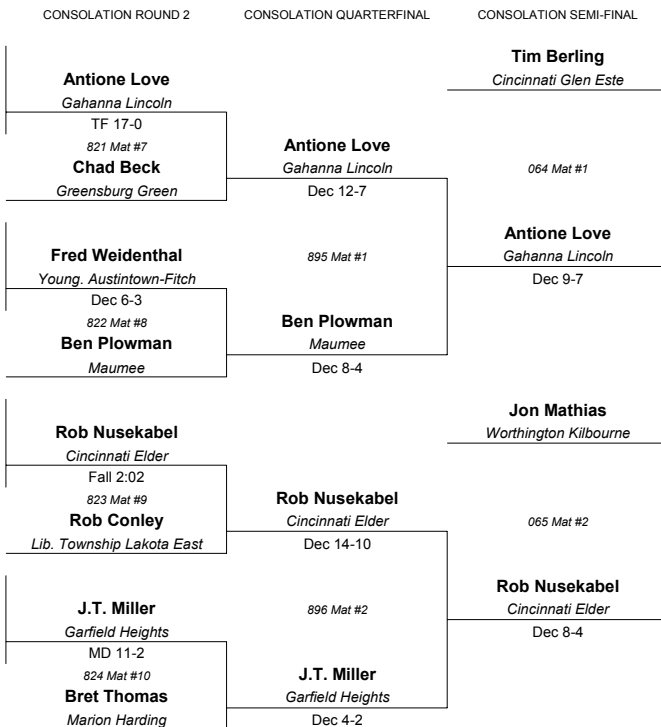 CONSOLATION ROUND 2
CONSOLATION QUARTERFINAL
CONSOLATION SEMI-FINAL
Antione Love
Gahanna Lincoln
TF 17-0
821 Mat #7
Chad Beck
Greensburg Green
Fred Weidenthal
Young. Austintown-Fitch
Dec 6-3
822 Mat #8
Ben Plowman
Maumee
Rob Nusekabel
Cincinnati Elder
Fall 2:02
823 Mat #9
Rob Conley
Lib. Township Lakota East
J.T. Miller
Garfield Heights
MD 11-2
824 Mat #10
Bret Thomas
Marion Harding
Antione Love
Gahanna Lincoln
Dec 12-7
895 Mat #1
Ben Plowman
Maumee
Dec 8-4
Rob Nusekabel
Cincinnati Elder
Dec 14-10
896 Mat #2
J.T. Miller
Garfield Heights
Dec 4-2
Tim Berling
Cincinnati Glen Este
064 Mat #1
Antione Love
Gahanna Lincoln
Dec 9-7
Jon Mathias
Worthington Kilbourne
065 Mat #2
Rob Nusekabel
Cincinnati Elder
Dec 8-4